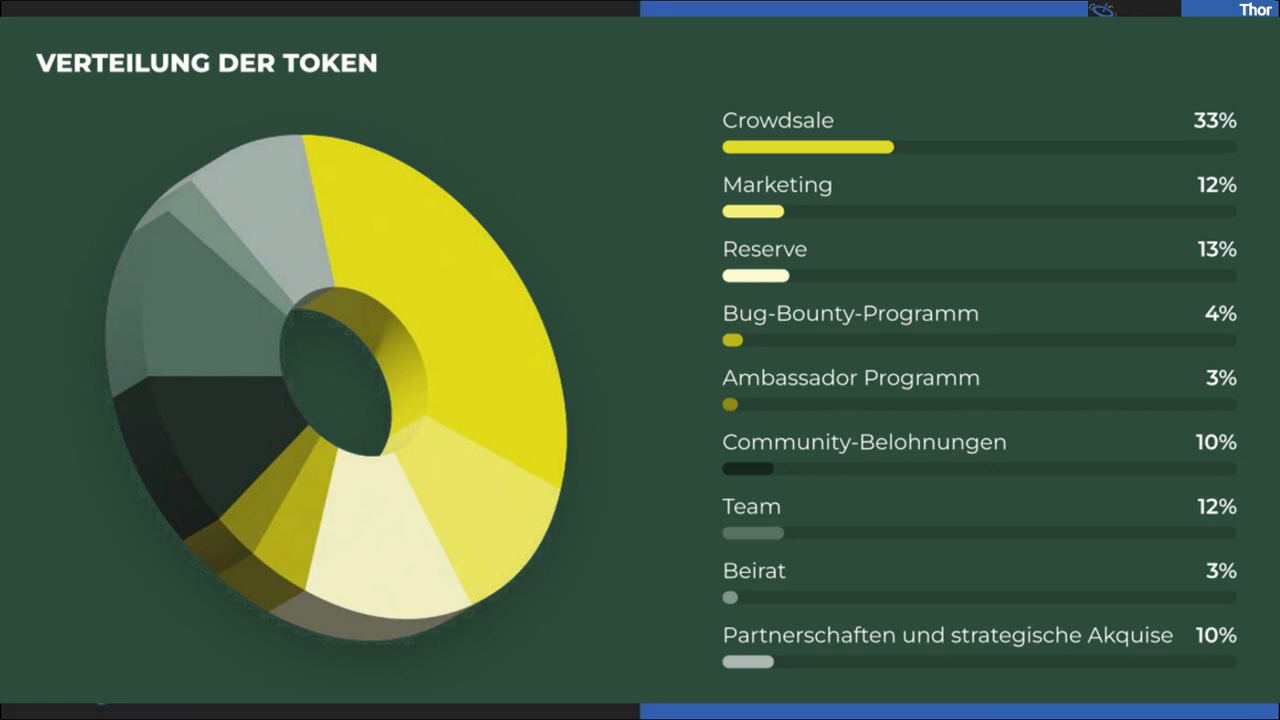 Thor
VERTEILUNG DER TOKEN
Crowdsale 33%
Marketing 12%
Reserve 13%
Bug-Bounty-Programm 4%
Ambassador Programm 3%
Community-Belohnungen 10%
Team 12%
Beirat 3%
Partnerschaften und strategische Akquise 10%